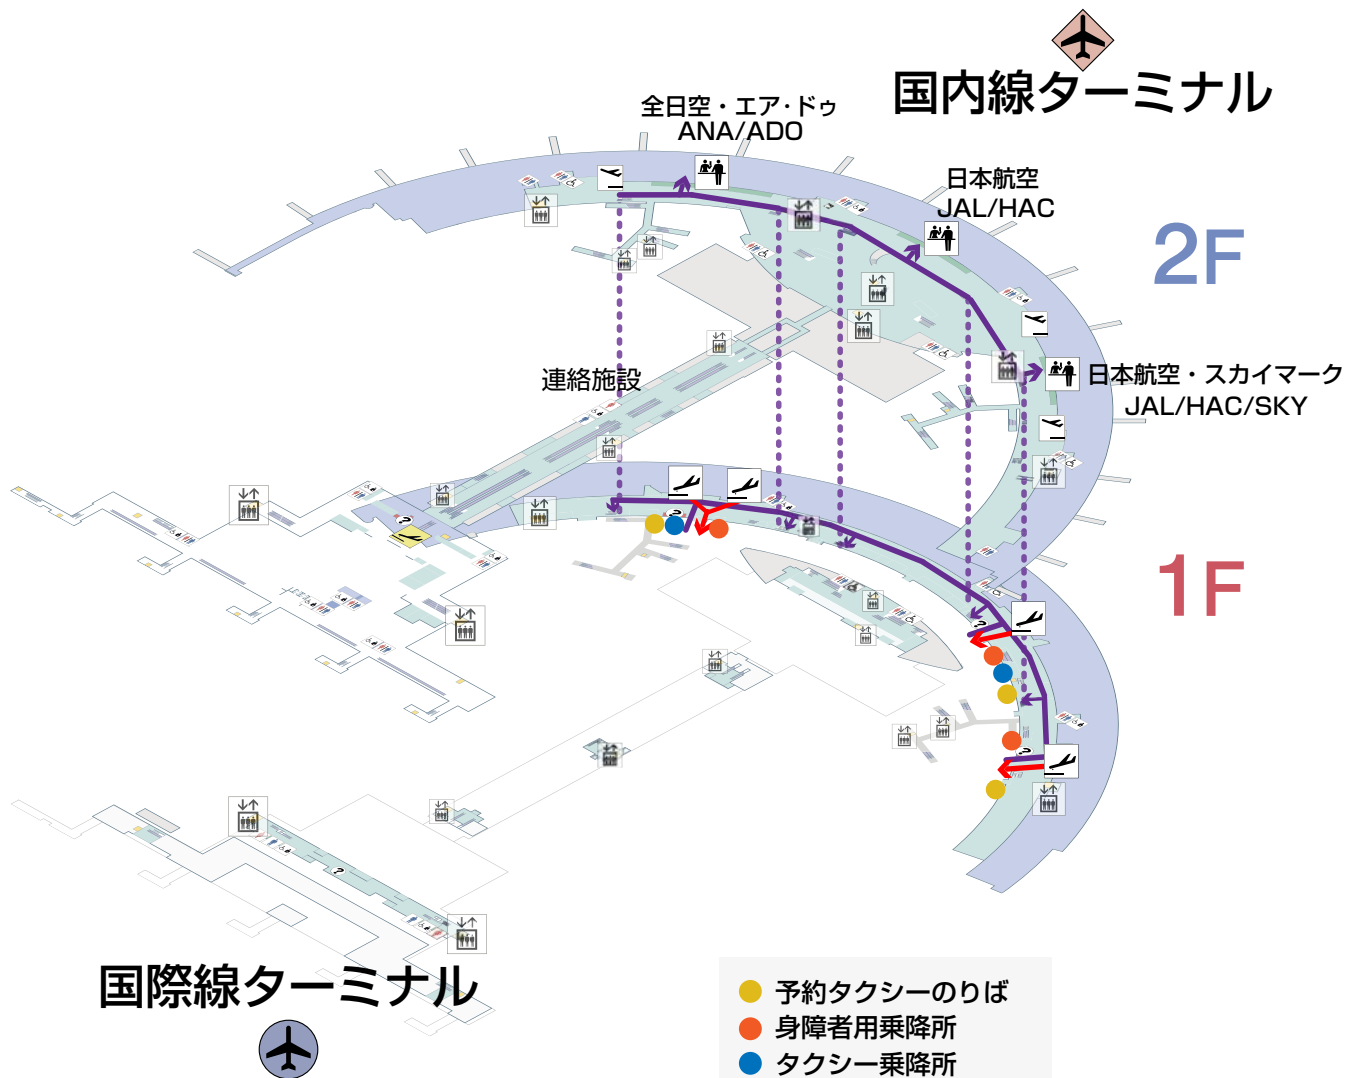 国内線ターミナル
全日空・エア・ドゥ
ANA/ADO
日本航空
JAL/HAC
2F
連絡施設
日本航空・スカイマーク
JAL/HAC/SKY
?
?
1F
?
?
?
国際線ターミナル
予約タクシーのりば
身障者用乗降所
タクシー乗降所